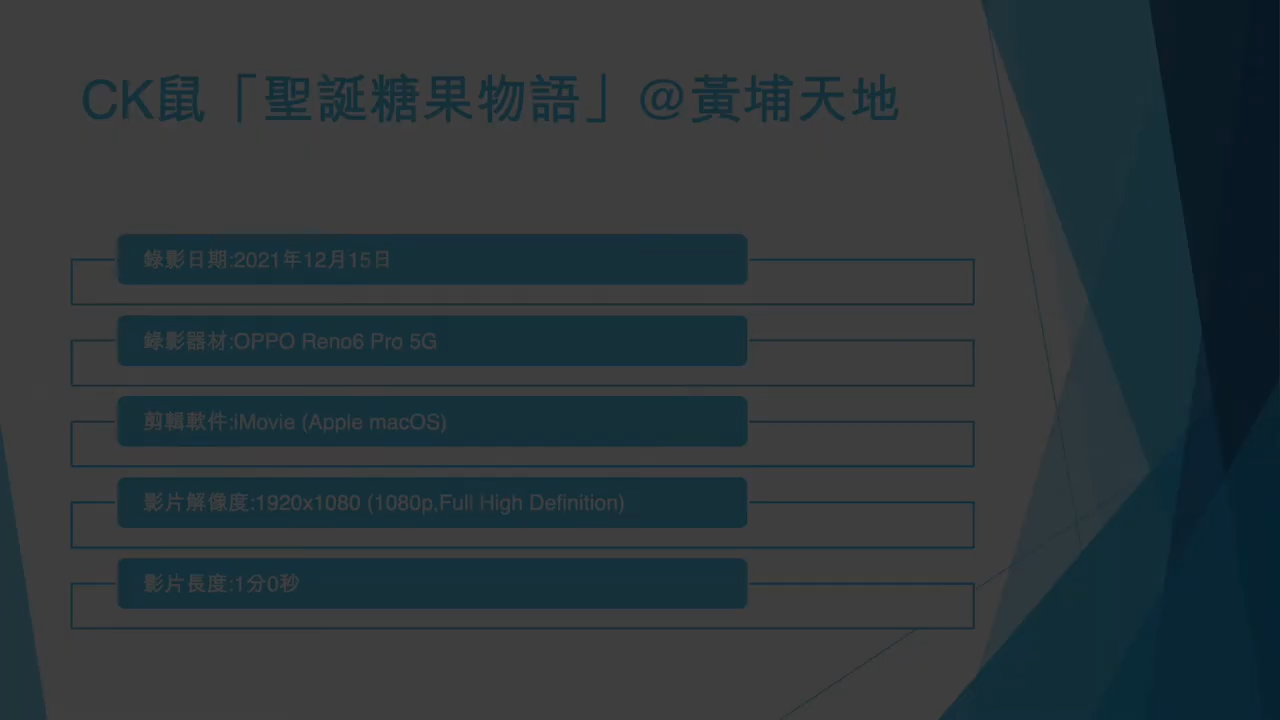 CK鼠「聖誕糖果物語」@黃埔天地
錄影日期:2021年12月15日
錄影器材:OPPO Reno6 Pro 5G
剪輯軟件:iMovie (Apple macOS)
影片解像度:1920x1080 (1080p,Full High Definition)
影片長度:1分0秒